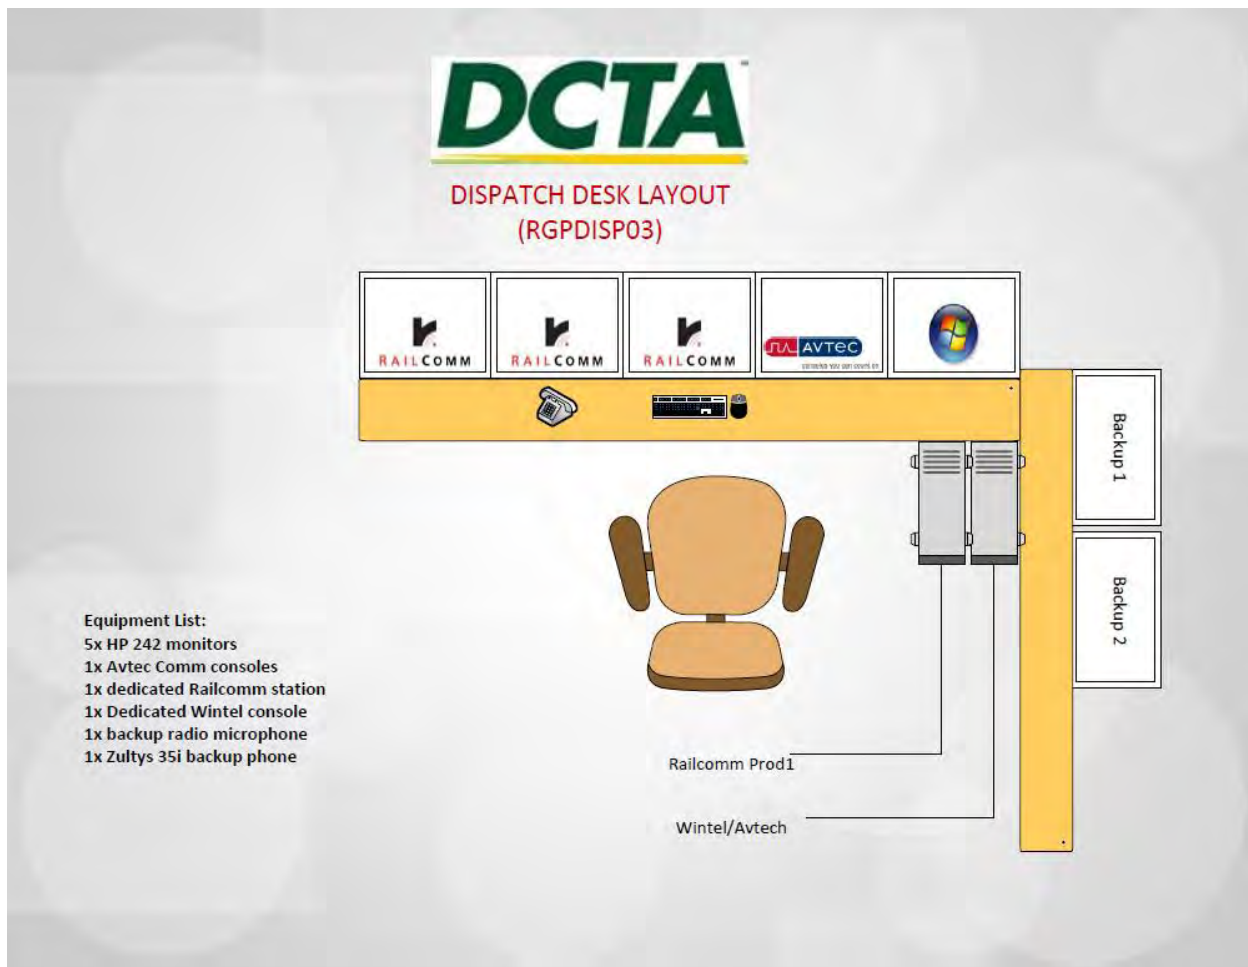 DCTA
DISPATCH DESK LAYOUT
(RGPDISP03)
RAILCOMM
RAILCOMM
RAILCOMM
AVTEC
Backup 1
Backup 2
Equipment List:
5x HP 242 monitors
1x Avtec Comm consoles
1x dedicated Railcomm station
1x Dedicated Wintel console
1x backup radio microphone
1x Zultys 35i backup phone
Railcomm Prod1
Wintel/Avtech